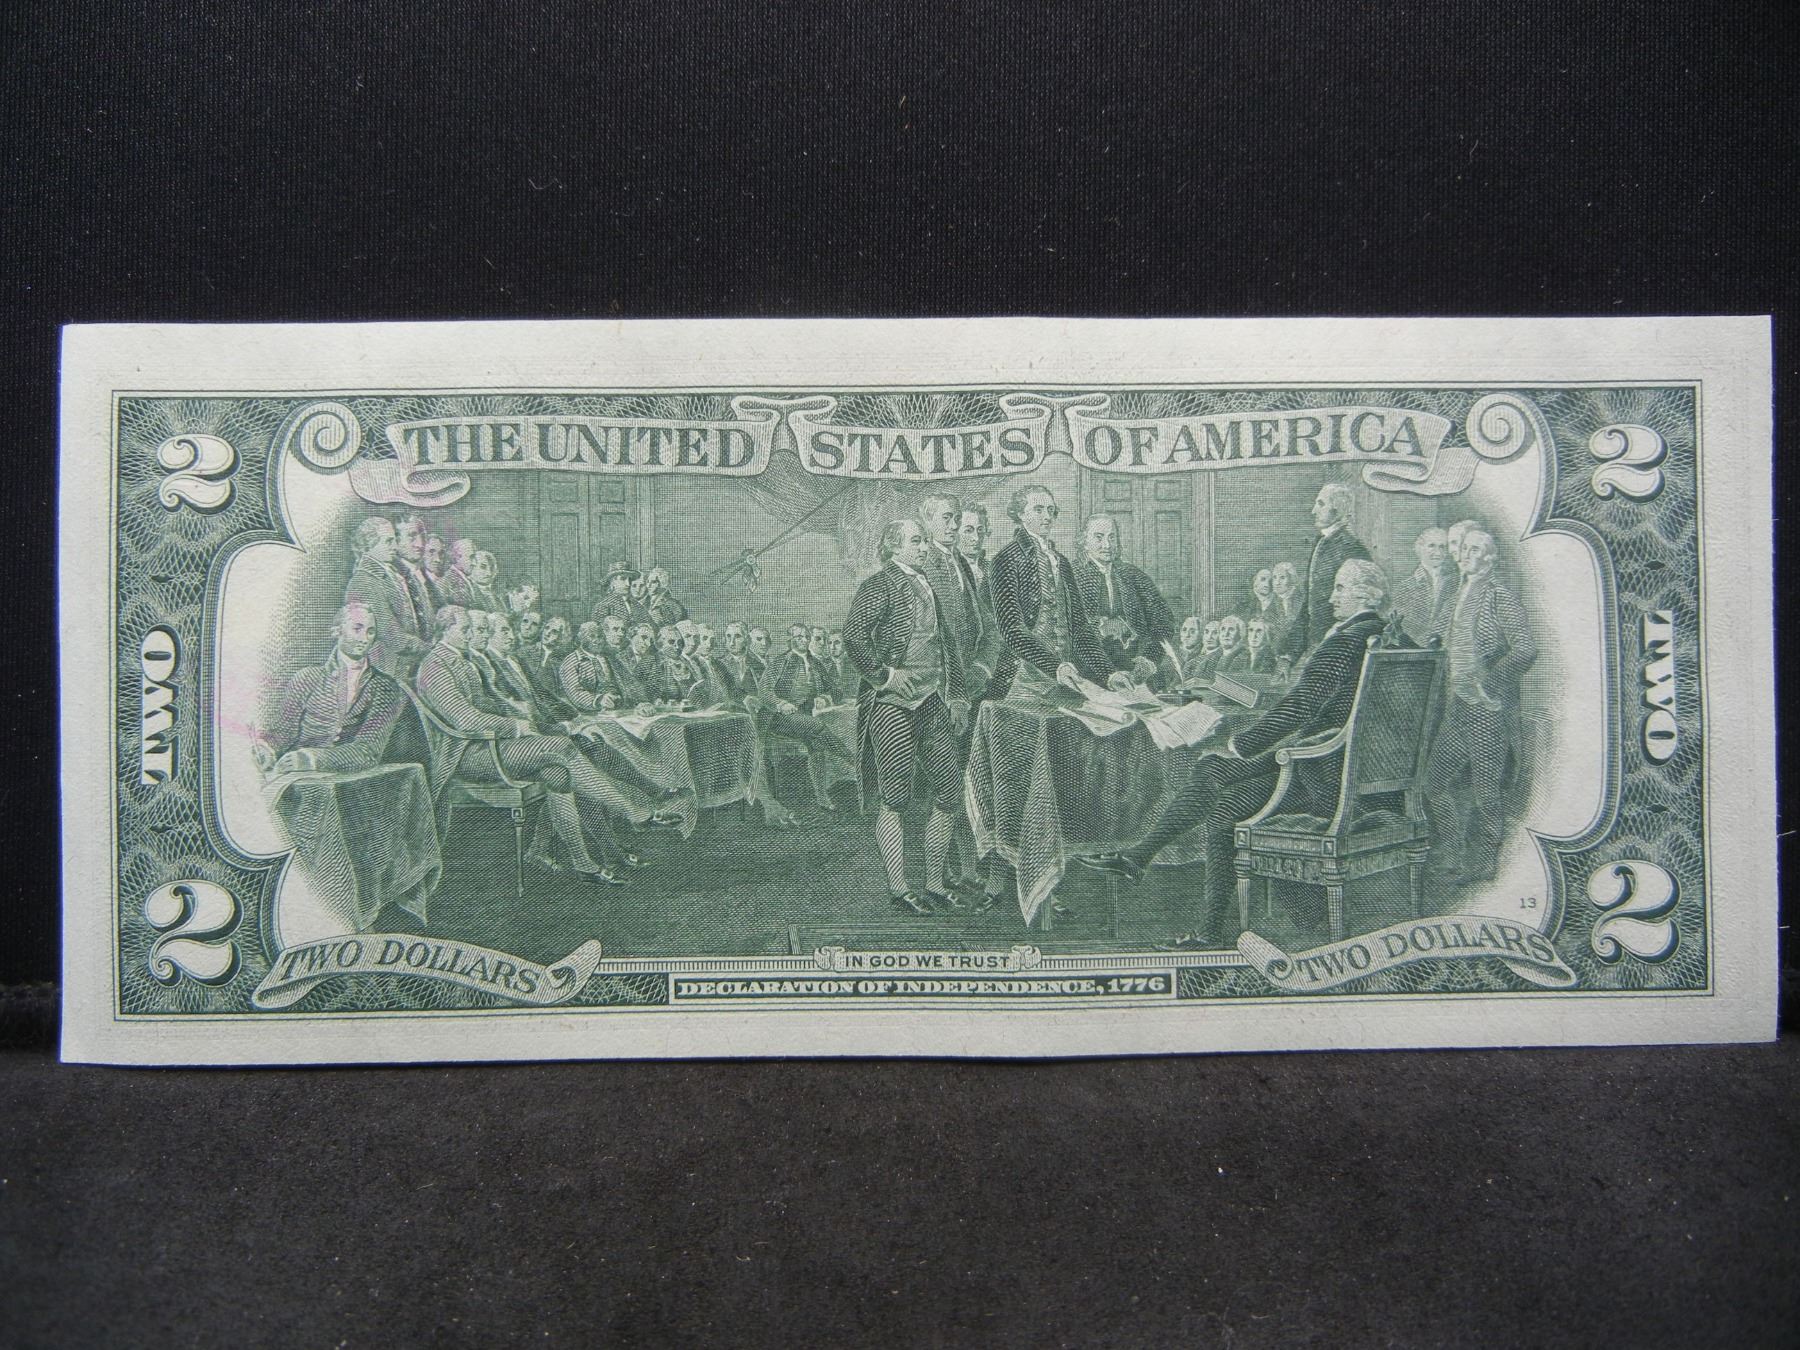 2 THE UNITED STATES OF AMERICA 2
TWO TWO
13
2 TWO DOLLARS IN GOD WE TRUST TWO DOLLARS 2
DECLARATION OF INDEPENDENCE, 1776